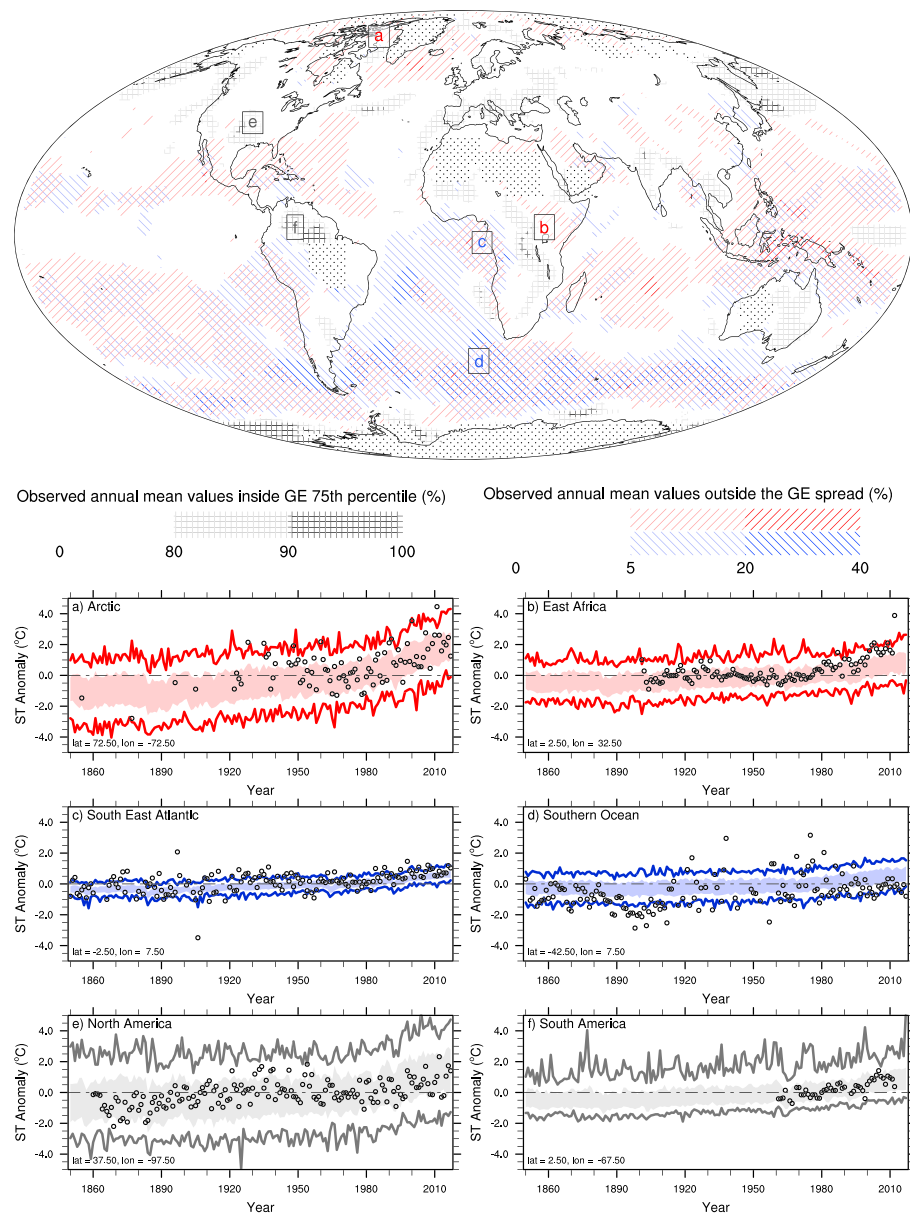 a
e
f
b
c
d
Observed annual mean values inside GE 75th percentile (%)
Observed annual mean values outside the GE spread (%)
0 80 90 100
0 5 20 40
a) Arctic
ST Anomaly (°C)
4.0
2.0
0.0
-2.0
-4.0
lat = 72.50, lon = -72.50
1860 1890 1920 1950 1980 2010
Year
b) East Africa
ST Anomaly (°C)
4.0
2.0
0.0
-2.0
-4.0
lat = 2.50, lon = 32.50
1860 1890 1920 1950 1980 2010
Year
c) South East Atlantic
ST Anomaly (°C)
4.0
2.0
0.0
-2.0
-4.0
lat = -2.50, lon = 7.50
1860 1890 1920 1950 1980 2010
Year
d) Southern Ocean
ST Anomaly (°C)
4.0
2.0
0.0
-2.0
-4.0
lat = -42.50, lon = 7.50
1860 1890 1920 1950 1980 2010
Year
e) North America
ST Anomaly (°C)
4.0
2.0
0.0
-2.0
-4.0
lat = 37.50, lon = -97.50
1860 1890 1920 1950 1980 2010
Year
f) South America
ST Anomaly (°C)
4.0
2.0
0.0
-2.0
-4.0
lat = 2.50, lon = -67.50
1860 1890 1920 1950 1980 2010
Year